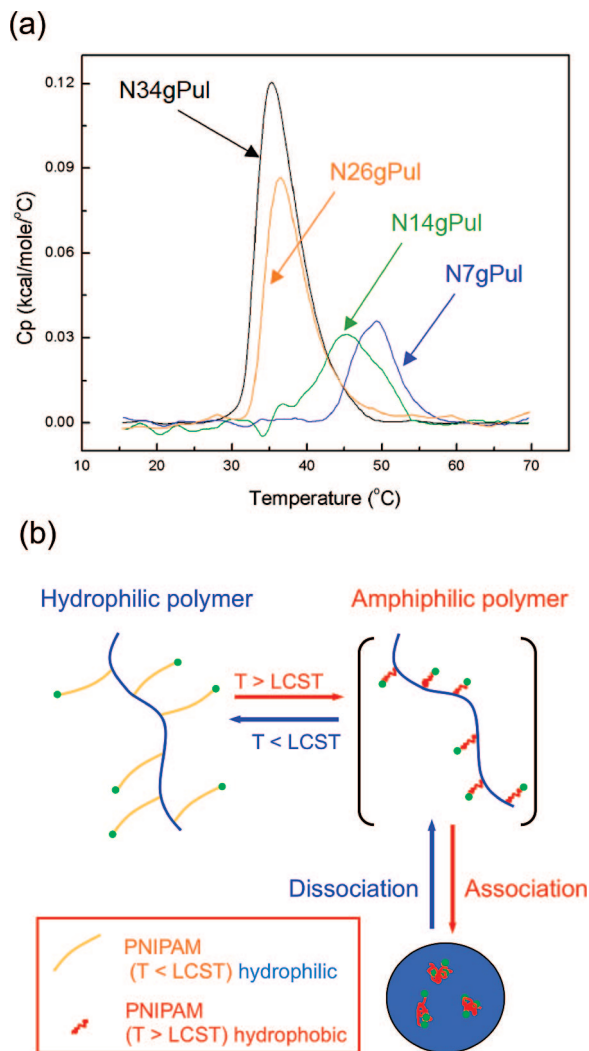 (a)
0.12
0.09
0.06
0.03
0.00
Cp (kcal/mole/°C)
N34gPul
N26gPul
N14gPul
N7gPul
10 20 30 40 50 60 70
Temperature (°C)
(b)
Hydrophilic polymer
Amphiphilic polymer
T > LCST
T < LCST
Dissociation
Association
PNIPAM
(T < LCST) hydrophilic
PNIPAM
(T > LCST) hydrophobic